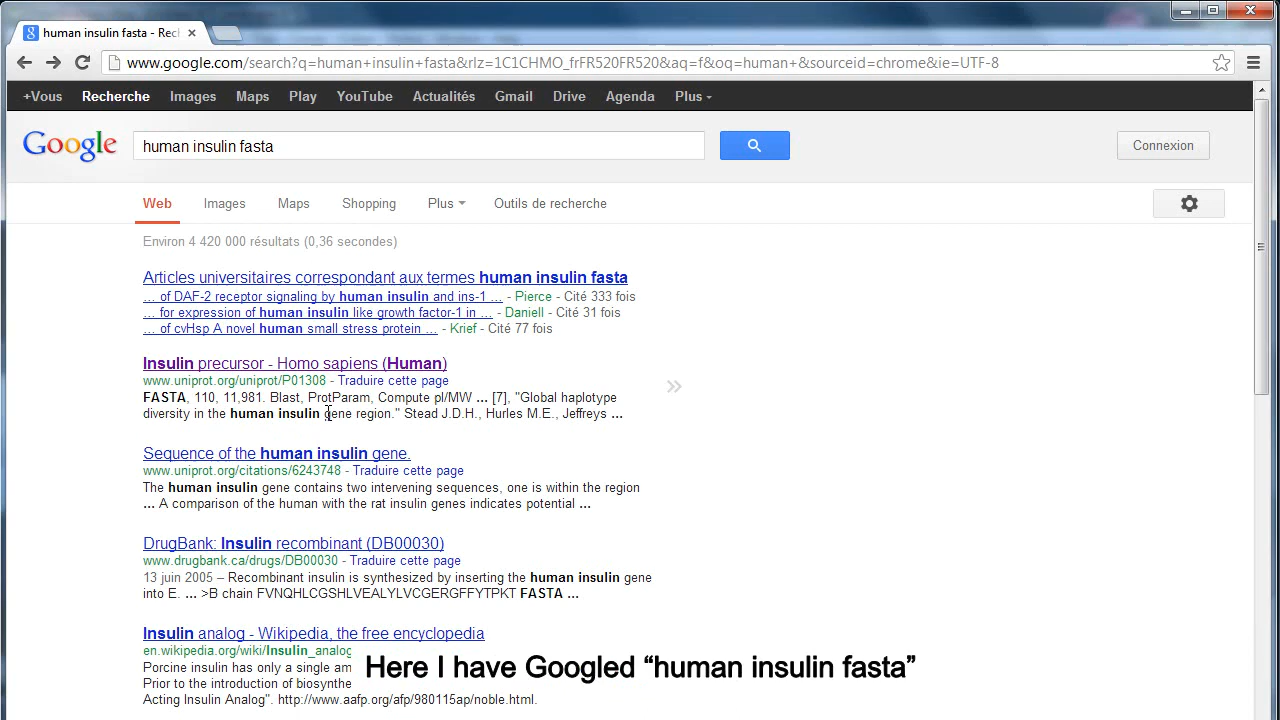 human insulin fasta - Recl
www.google.com/search?q=human+insulin+fasta&rlz=1C1CHMO_frFR520FR520&aq=f&oq=human+&sourceid=chrome&ie=UTF-8
+Vous Recherche Images Maps Play YouTube Actualités Gmail Drive Agenda Plus
Google human insulin fasta Connexion
Web Images Maps Shopping Plus Outils de recherche
Environ 4 420 000 résultats (0,36 secondes)
Articles universitaires correspondant aux termes human insulin fasta
... of DAF-2 receptor signaling by human insulin and ins-1 ... - Pierce - Cité 333 fois
... for expression of human insulin like growth factor-1 in ... - Daniell - Cité 31 fois
... of cvHsp A novel human small stress protein ... - Krief - Cité 77 fois
Insulin precursor - Homo sapiens (Human)
www.uniprot.org/uniprot/P01308 - Traduire cette page
FASTA, 110, 11,981. Blast, ProtParam, Compute pI/MW ... [7], "Global haplotype
diversity in the human insulin gene region." Stead J.D.H., Hurles M.E., Jeffreys ...
Sequence of the human insulin gene.
www.uniprot.org/citations/6243748 - Traduire cette page
The human insulin gene contains two intervening sequences, one is within the region
... A comparison of the human with the rat insulin genes indicates potential ...
DrugBank: Insulin recombinant (DB00030)
www.drugbank.ca/drugs/DB00030 - Traduire cette page
13 juin 2005 – Recombinant insulin is synthesized by inserting the human insulin gene
into E. ... >B chain FVNQHLCGSHLVEALYLVCGERGFFYTPKT FASTA ...
Insulin analog - Wikipedia, the free encyclopedia
en.wikipedia.org/wiki/Insulin_analog
Porcine insulin has only a single am
Prior to the introduction of biosynthe
Acting Insulin Analog". http://www.aafp.org/afp/980115ap/noble.html.
Here I have Googled “human insulin fasta”